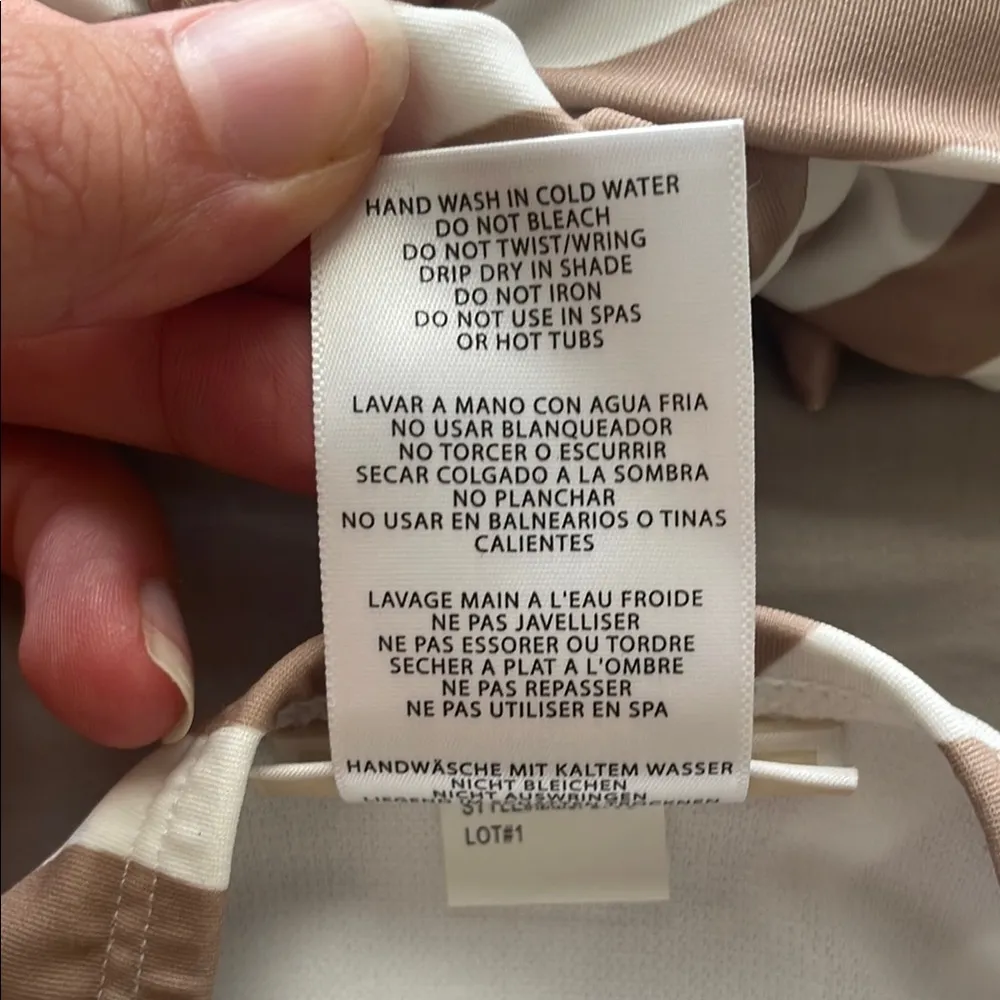 HAND WASH IN COLD WATER
DO NOT BLEACH
DO NOT TWIST/WRING
DRIP DRY IN SHADE
DO NOT IRON
DO NOT USE IN SPAS
OR HOT TUBS
LAVAR A MANO CON AGUA FRIA
NO USAR BLANQUEADOR
NO TORCER O ESCURRIR
SECAR COLGADO A LA SOMBRA
NO PLANCHAR
NO USAR EN BALNEARIOS O TINAS
CALIENTES
LAVAGE MAIN A L'EAU FROIDE
NE PAS JAVELLISER
NE PAS ESSORER OU TORDRE
SECHER A PLAT A L'OMBRE
NE PAS REPASSER
NE PAS UTILISER EN SPA
HANDWÄSCHE MIT KALTEM WASSER
NICHT BLEICHEN
NICHT AUSWRINGEN
LOT#1